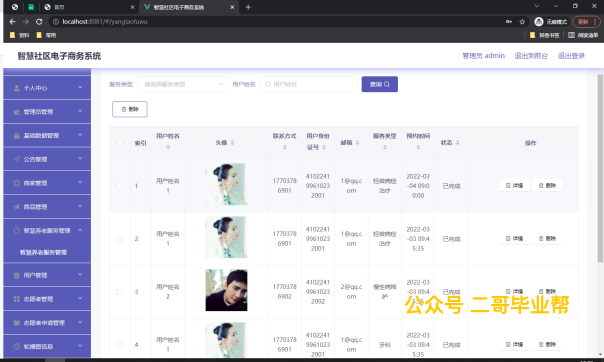 首页
智慧社区电子商务系统
localhost:8081/#/yanglaofuwu
无痕模式
更新
资料
常用
其他书签
阅读清单
智慧社区电子商务系统
管理员 admin
退出到前台
退出登录
个人中心
管理员管理
基础数据管理
公告管理
商家管理
商品管理
智慧养老服务管理
智慧养老服务管理
用户管理
志愿者管理
志愿者申请管理
轮播图信息
服务类型
用户姓名
用户姓名
查询
删除
索引 用户姓名 头像 联系方式 用户身份证号 邮箱 服务类型 预约时间 状态 操作
1 用户姓名1 17703786901 410224199610232001 1@qq.com 轻微病症治疗 2022-03-04 09:00:00 已完成 详情 删除
2 用户姓名1 17703786901 410224199610232001 1@qq.com 轻微病症治疗 2022-03-03 09:45:35 已完成 详情 删除
3 用户姓名2 17703786902 410224199610232002 2@qq.com 2022-03-03 09:45:35 已完成 详情 删除
4 用户姓名1 17703786901 410224199610232001 1@qq.com 牙科 2022-03-03 09:45:35 已完成 详情 删除
公众号 二哥毕业帮